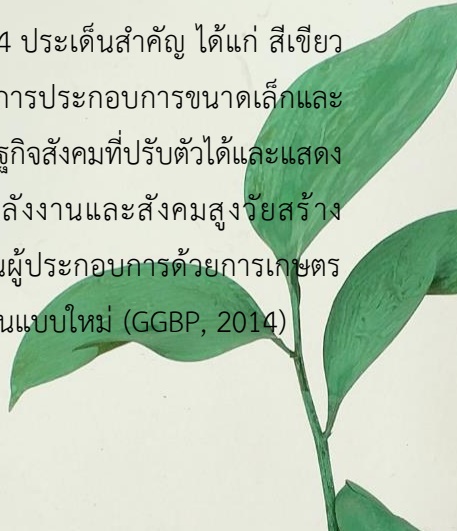 4 ประเด็นสำคัญ ได้แก่ สีเขียว
การประกอบการขนาดเล็กและ
ฐกิจสังคมที่ปรับตัวได้และแสดง
ลังงานและสังคมสูงวัยสร้าง
นผู้ประกอบการด้วยการเกษตร
นแบบใหม่ (GGBP, 2014)